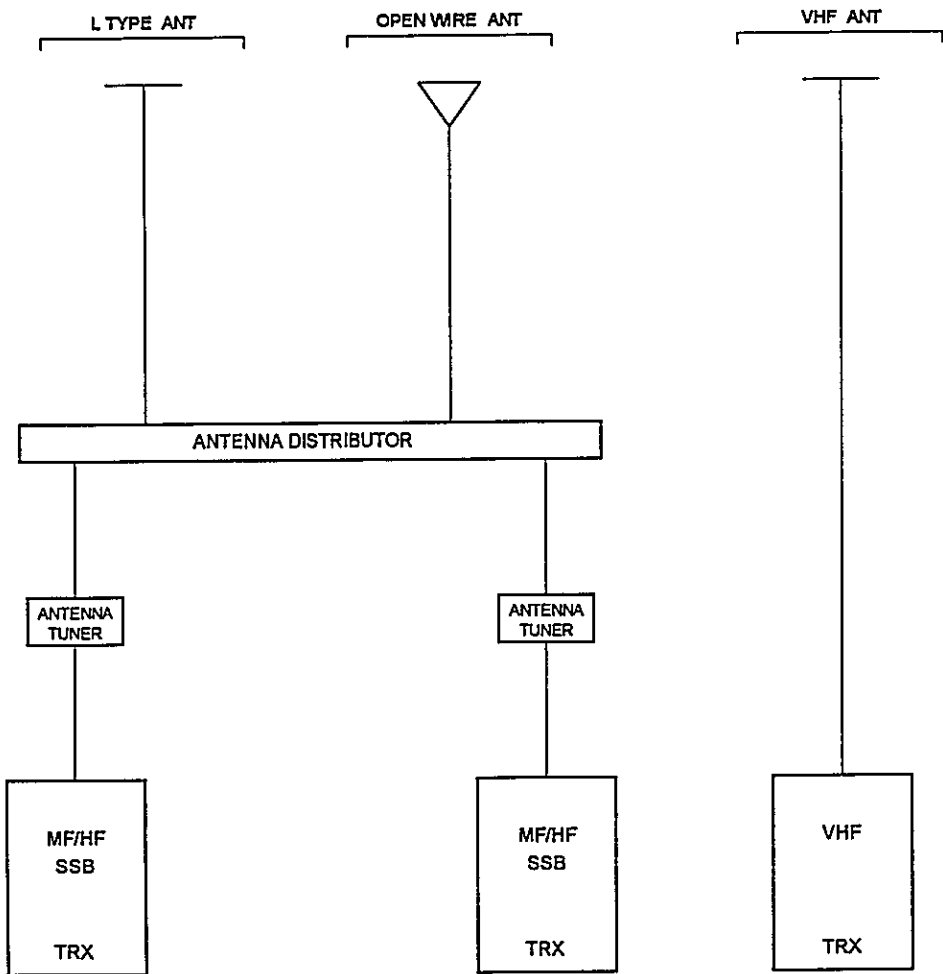 L TYPE ANT
OPEN WIRE ANT
VHF ANT
ANTENNA DISTRIBUTOR
ANTENNA
TUNER
ANTENNA
TUNER
MF/HF
SSB
TRX
MF/HF
SSB
TRX
VHF
TRX